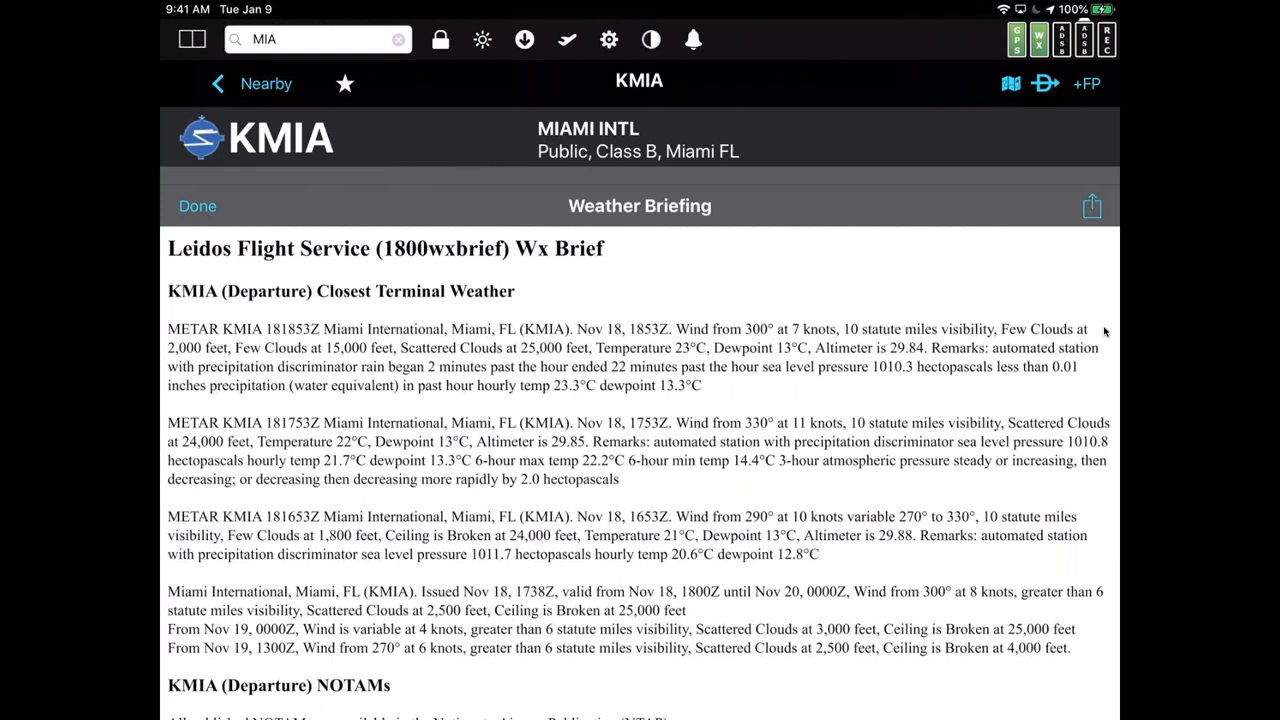 9:41 AM Tue Jan 9
100%
MIA
GPS WX ADSB ADSB REC
Nearby
KMIA
+FP
KMIA
MIAMI INTL
Public, Class B, Miami FL
Done
Weather Briefing
Leidos Flight Service (1800wxbrief) Wx Brief
KMIA (Departure) Closest Terminal Weather
METAR KMIA 181853Z Miami International, Miami, FL (KMIA). Nov 18, 1853Z. Wind from 300° at 7 knots, 10 statute miles visibility, Few Clouds at
2,000 feet, Few Clouds at 15,000 feet, Scattered Clouds at 25,000 feet, Temperature 23°C, Dewpoint 13°C, Altimeter is 29.84. Remarks: automated station
with precipitation discriminator rain began 2 minutes past the hour ended 22 minutes past the hour sea level pressure 1010.3 hectopascals less than 0.01
inches precipitation (water equivalent) in past hour hourly temp 23.3°C dewpoint 13.3°C
METAR KMIA 181753Z Miami International, Miami, FL (KMIA). Nov 18, 1753Z. Wind from 330° at 11 knots, 10 statute miles visibility, Scattered Clouds
at 24,000 feet, Temperature 22°C, Dewpoint 13°C, Altimeter is 29.85. Remarks: automated station with precipitation discriminator sea level pressure 1010.8
hectopascals hourly temp 21.7°C dewpoint 13.3°C 6-hour max temp 22.2°C 6-hour min temp 14.4°C 3-hour atmospheric pressure steady or increasing, then
decreasing; or decreasing then decreasing more rapidly by 2.0 hectopascals
METAR KMIA 181653Z Miami International, Miami, FL (KMIA). Nov 18, 1653Z. Wind from 290° at 10 knots variable 270° to 330°, 10 statute miles
visibility, Few Clouds at 1,800 feet, Ceiling is Broken at 24,000 feet, Temperature 21°C, Dewpoint 13°C, Altimeter is 29.88. Remarks: automated station
with precipitation discriminator sea level pressure 1011.7 hectopascals hourly temp 20.6°C dewpoint 12.8°C
Miami International, Miami, FL (KMIA). Issued Nov 18, 1738Z, valid from Nov 18, 1800Z until Nov 20, 0000Z, Wind from 300° at 8 knots, greater than 6
statute miles visibility, Scattered Clouds at 2,500 feet, Ceiling is Broken at 25,000 feet
From Nov 19, 0000Z, Wind is variable at 4 knots, greater than 6 statute miles visibility, Scattered Clouds at 3,000 feet, Ceiling is Broken at 25,000 feet
From Nov 19, 1300Z, Wind from 270° at 6 knots, greater than 6 statute miles visibility, Scattered Clouds at 2,500 feet, Ceiling is Broken at 4,000 feet.
KMIA (Departure) NOTAMs